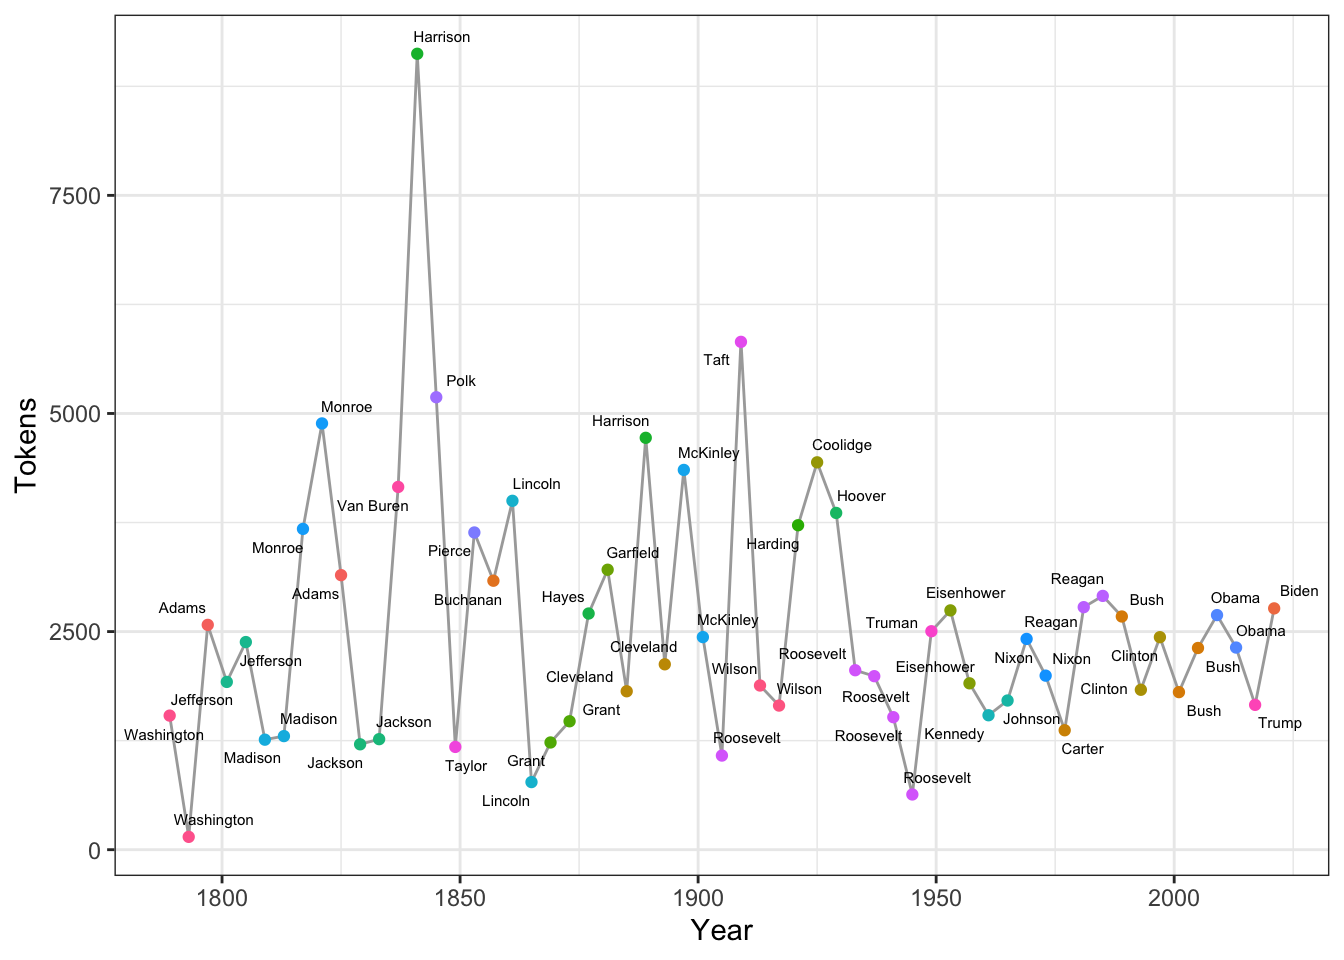 Harrison
7500
Polk
Taft
5000
Monroe
Harrison
Coolidge
McKinley
Lincoln
Hoover
Van Buren
Monroe
Pierce
Harding
Garfield
Adams
Buchanan
Hayes
Eisenhower
Reagan
Bush
Obama
Biden
Adams
2500
McKinley
Truman
Reagan
Obama
Cleveland
Roosevelt
Nixon
Nixon
Clinton
Jefferson
Wilson
Eisenhower
Bush
Cleveland
Wilson
Roosevelt
Clinton
Jefferson
Grant
Madison
Jackson
Johnson
Bush
Trump
Washington
Roosevelt
Roosevelt
Kennedy
Madison
Jackson
Taylor
Grant
Carter
Lincoln
Roosevelt
Washington
0
1800 1850 1900 1950 2000
Year
Tokens